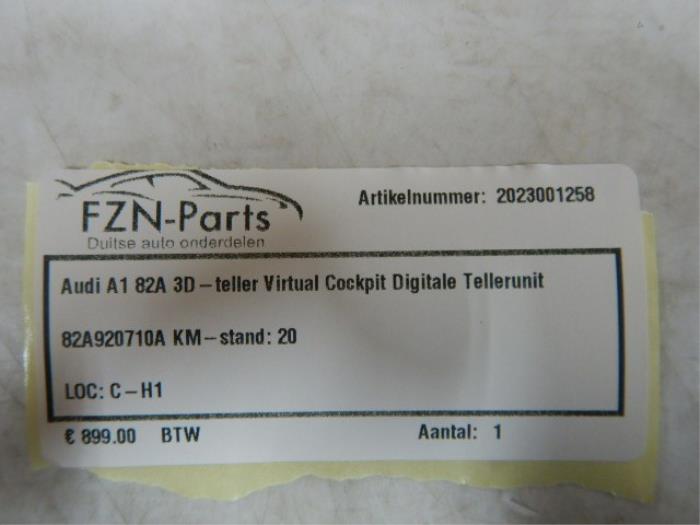 FZN-Parts
Duitse auto onderdelen
Artikelnummer: 2023001258
Audi A1 82A 3D-teller Virtual Cockpit Digitale Tellerunit
82A920710A KM-stand: 20
LOC: C-H1
€ 899.00 BTW
Aantal: 1